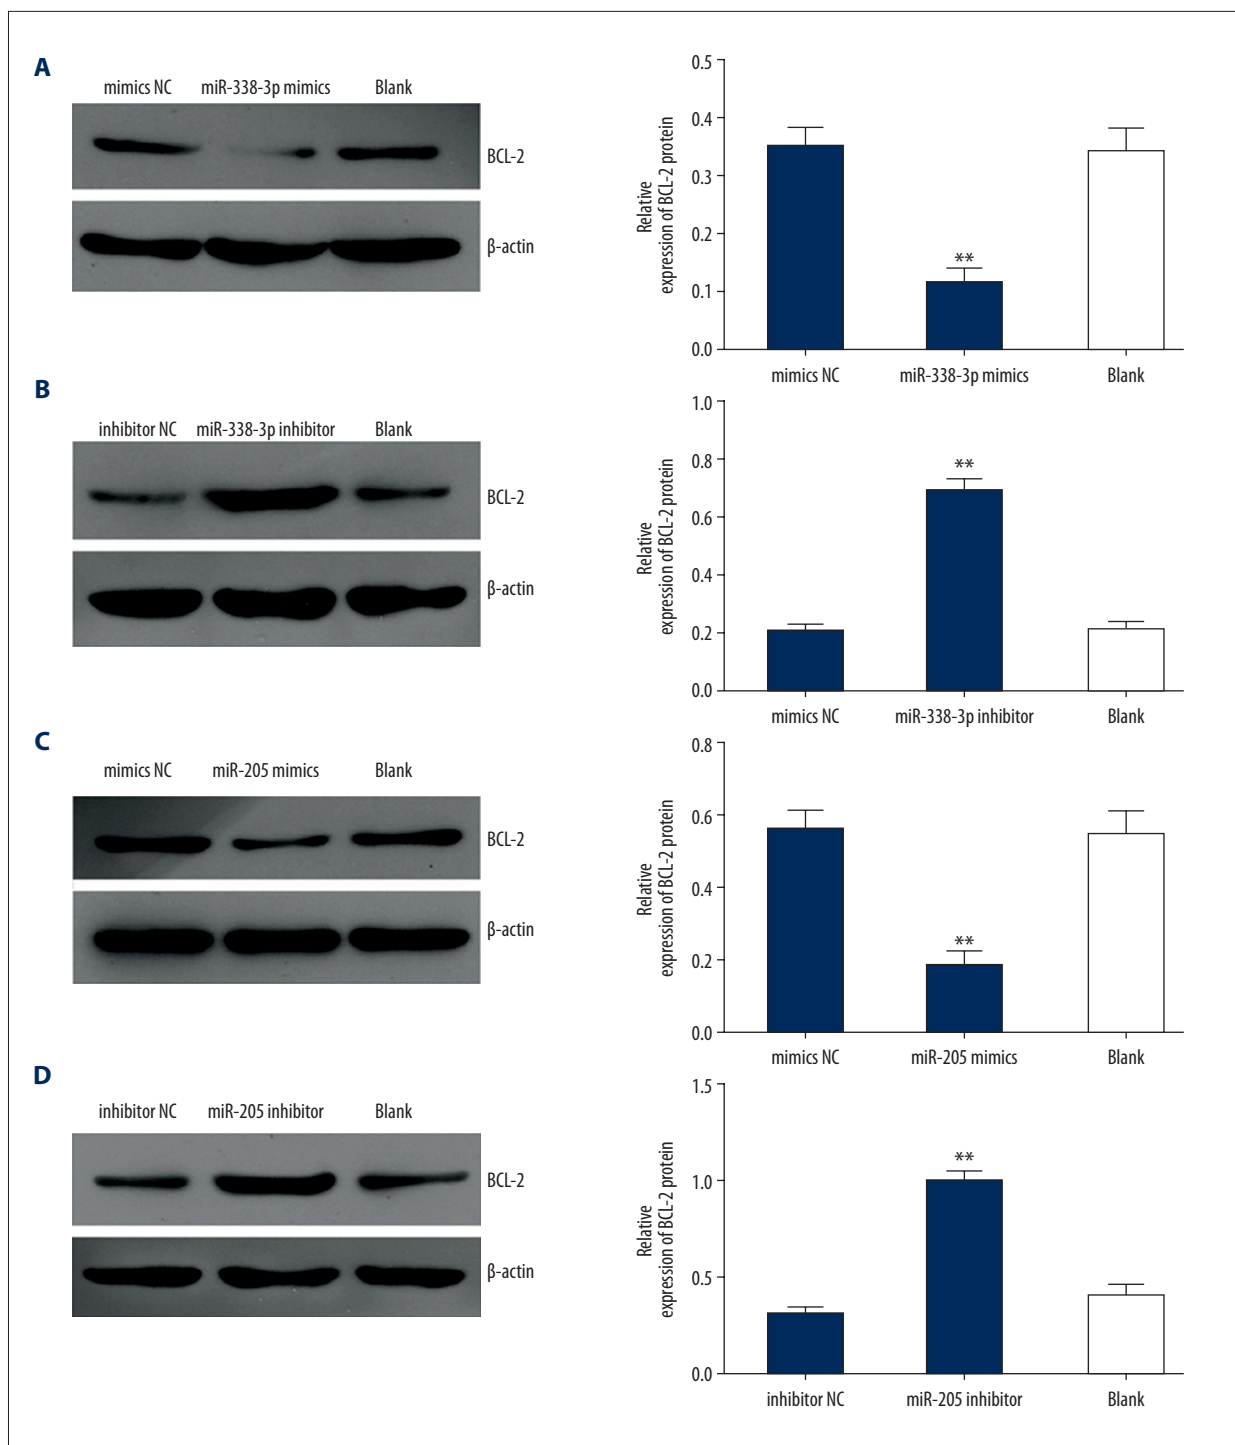 A
mimics NC miR-338-3p mimics Blank
BCL-2
β-actin
Relative
expression of BCL-2 protein
0.5
0.4
0.3
0.2
0.1
0.0
**
mimics NC miR-338-3p mimics Blank
B
inhibitor NC miR-338-3p inhibitor Blank
BCL-2
β-actin
Relative
expression of BCL-2 protein
1.0
0.8
0.6
0.4
0.2
0.0
**
mimics NC miR-338-3p inhibitor Blank
C
mimics NC miR-205 mimics Blank
BCL-2
β-actin
Relative
expression of BCL-2 protein
0.8
0.6
0.4
0.2
0.0
**
mimics NC miR-205 mimics Blank
D
inhibitor NC miR-205 inhibitor Blank
BCL-2
β-actin
Relative
expression of BCL-2 protein
1.5
1.0
0.5
0.0
**
inhibitor NC miR-205 inhibitor Blank